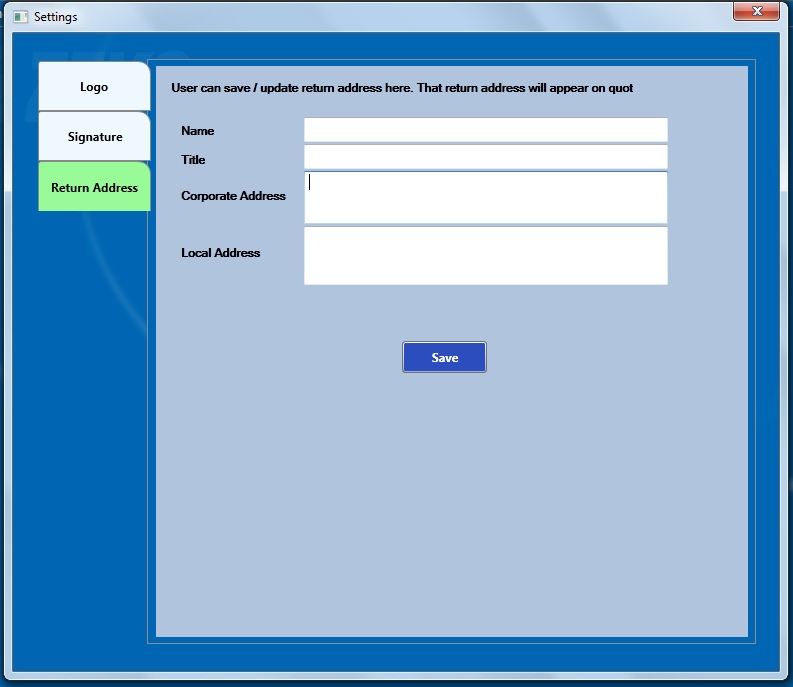 Settings
Logo
Signature
Return Address
User can save / update return address here. That return address will appear on quot
Name
Title
Corporate Address
Local Address
Save